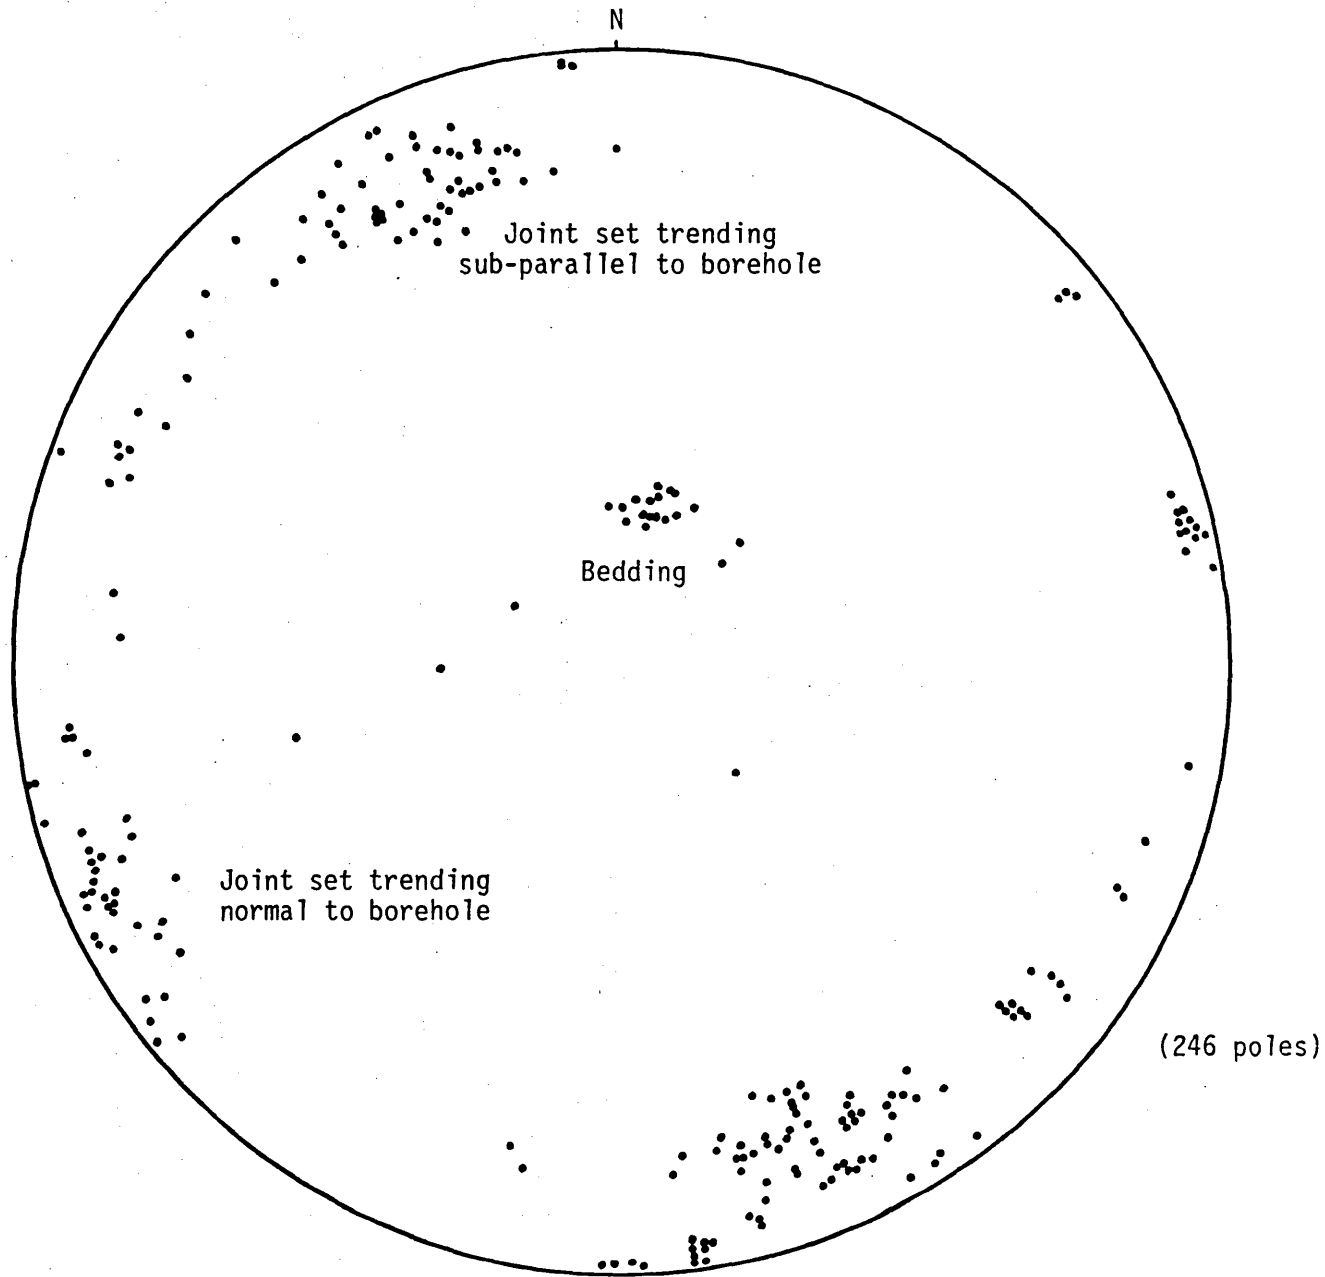 N
Joint set trending
sub-parallel to borehole
Bedding
Joint set trending
normal to borehole
(246 poles)